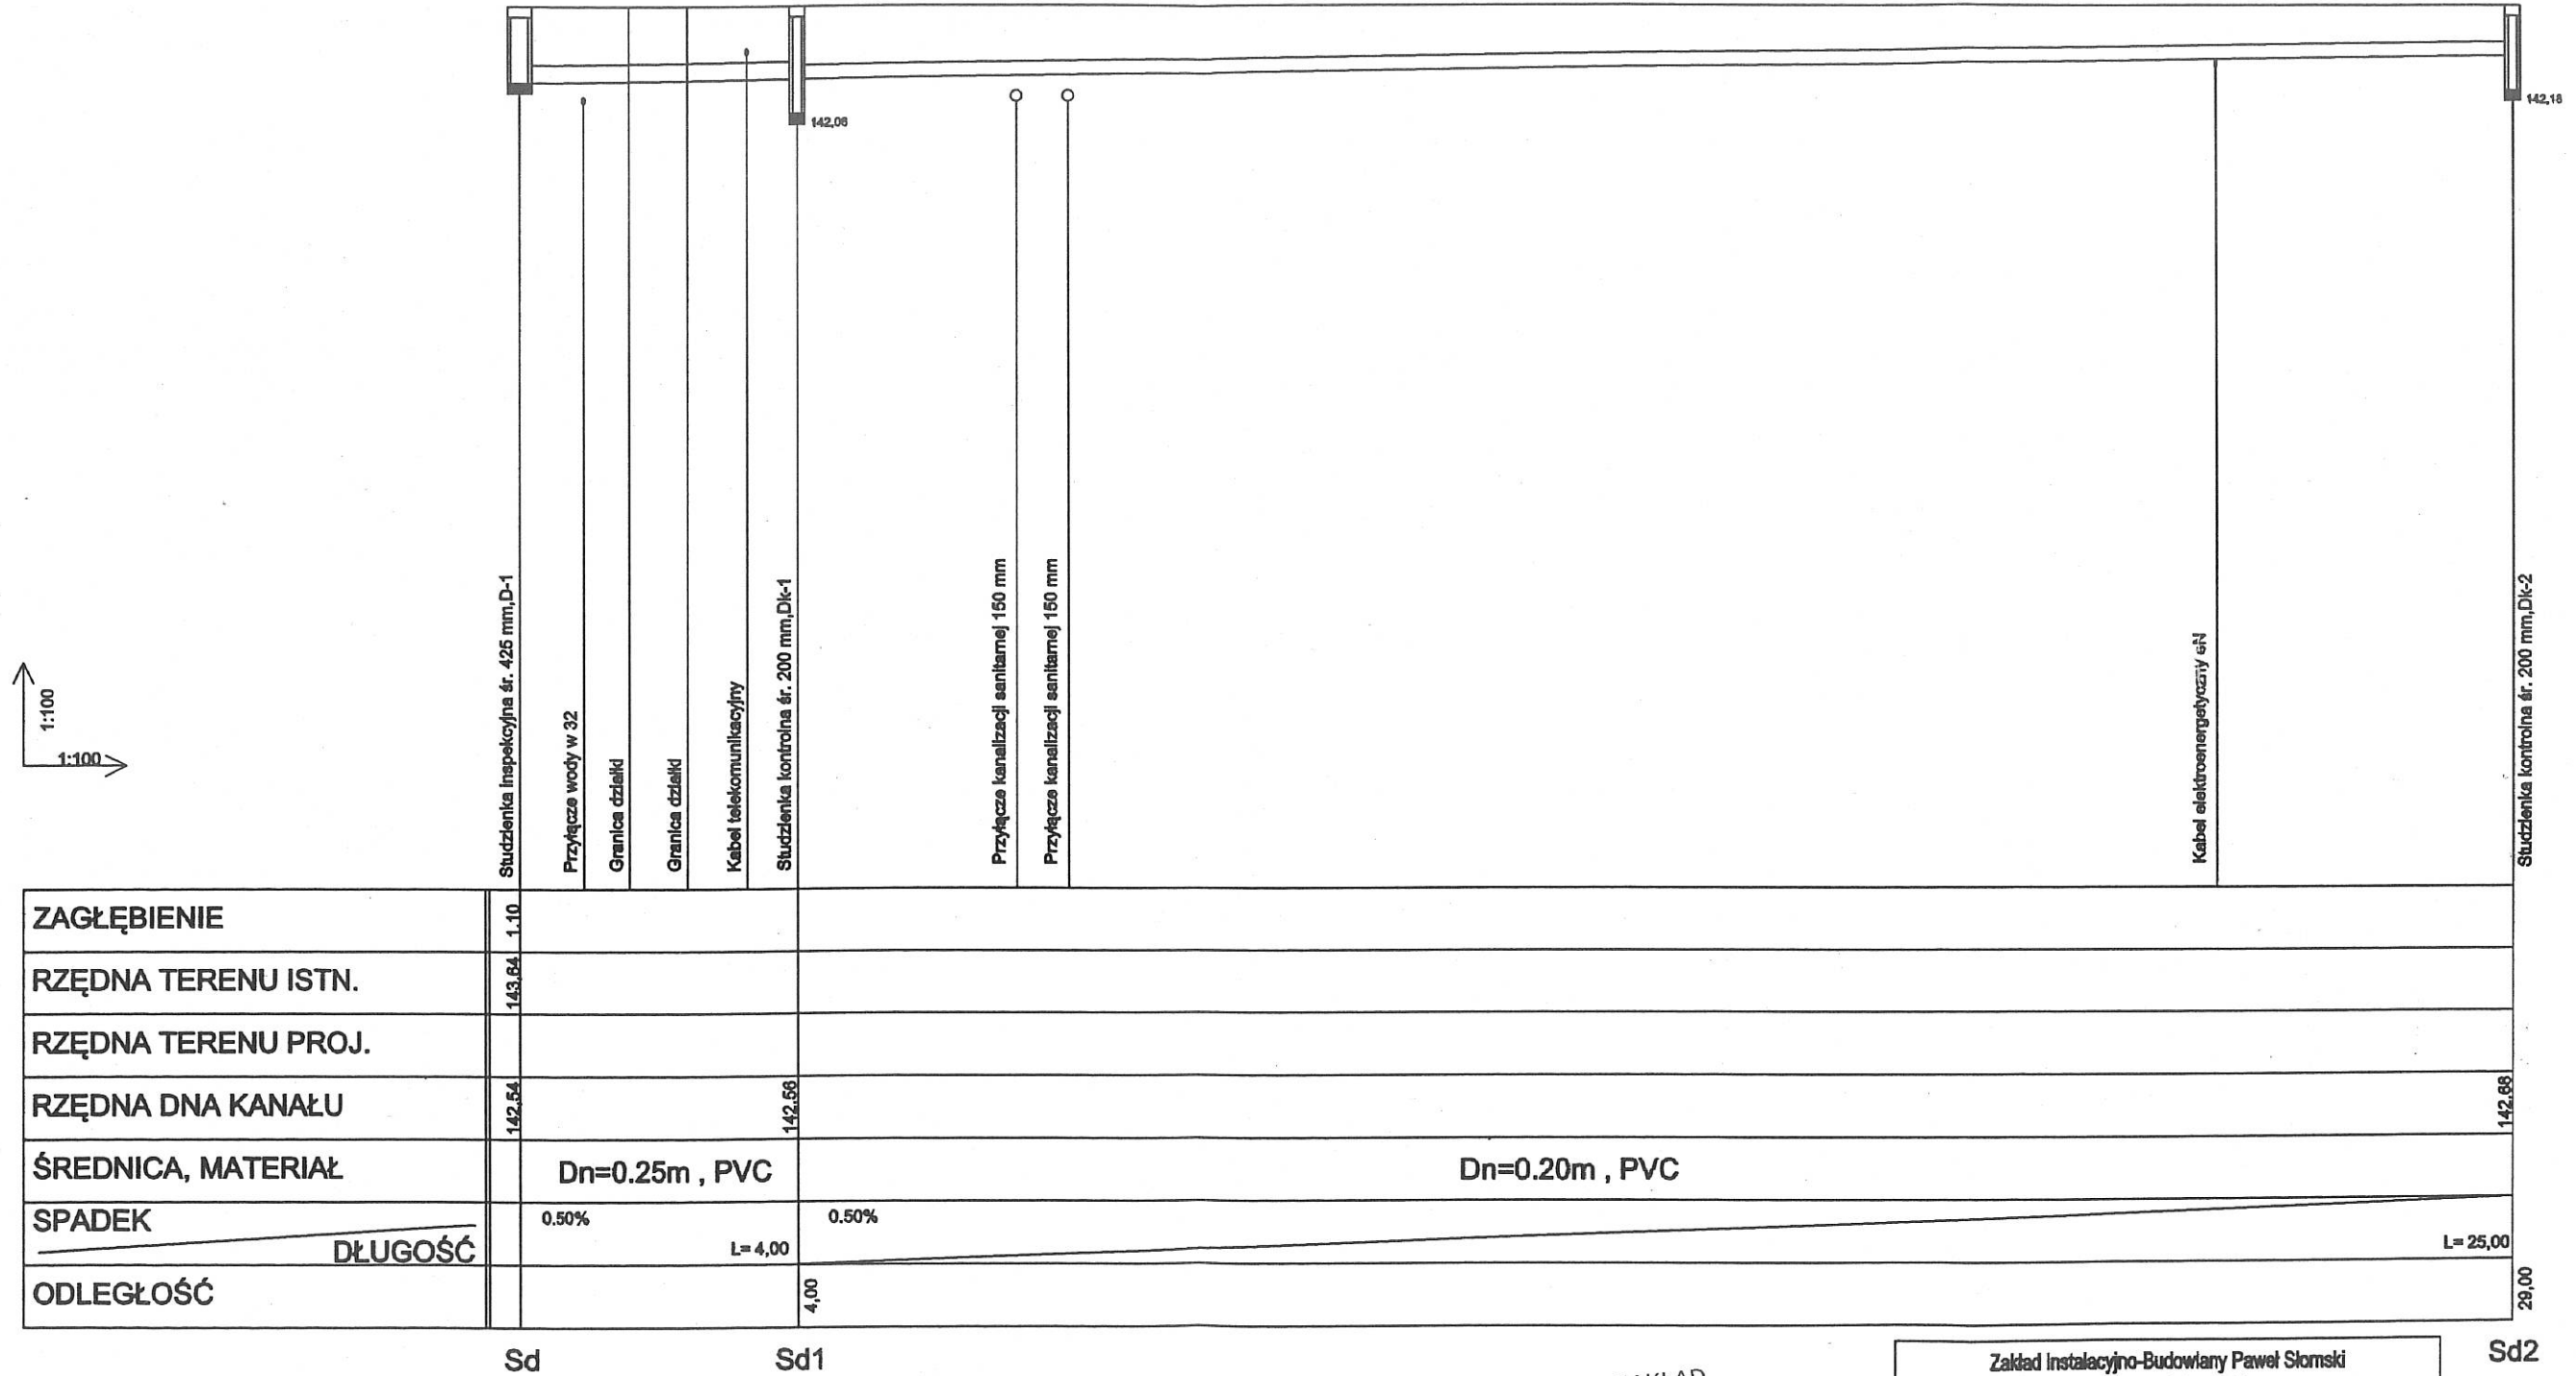 142,06
142,18
Studzienka inspekcyjna śr. 425 mm,D-1
Przyłącze wody w 32
Granica działki
Granica działki
Kabel telekomunikacyjny
Studzienka kontrolna śr. 200 mm,Dk-1
Przyłącze kanalizacji sanitarnej 150 mm
Przyłącze kanalizacji sanitarnej 150 mm
Kabel elektroenergetyczny eN
Studzienka kontrolna śr. 200 mm,Dk-2
1:100
1:100
ZAGŁĘBIENIE 1.10
RZĘDNA TERENU ISTN. 143,64
RZĘDNA TERENU PROJ.
RZĘDNA DNA KANAŁU 142,54 142,56 142,68
ŚREDNICA, MATERIAŁ Dn=0.25m , PVC Dn=0.20m , PVC
SPADEK 0.50% 0.50%
DŁUGOŚĆ L= 4,00 L= 25,00
ODLEGŁOŚĆ 4,00 29,00
Sd Sd1 Sd2
Zakład Instalacyjno-Budowlany Paweł Słomski